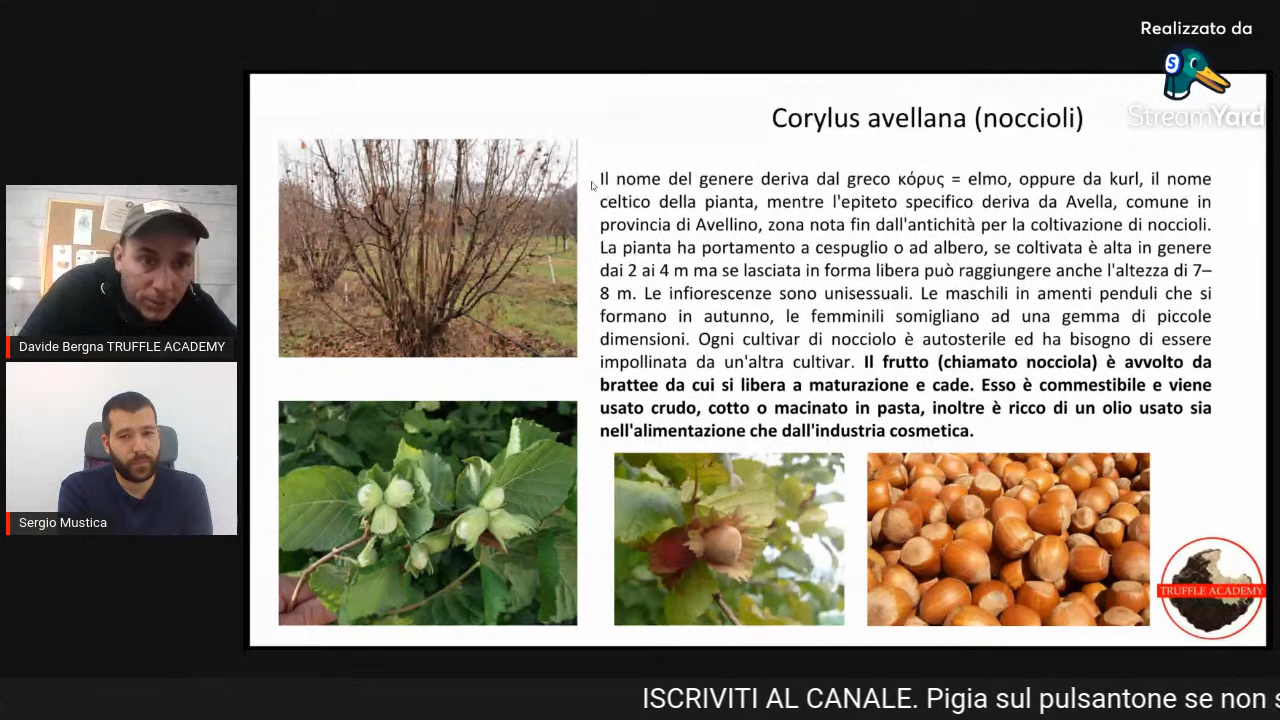 Realizzato da
S
StreamYard
Corylus avellana (noccioli)
Il nome del genere deriva dal greco κόρυς = elmo, oppure da kurl, il nome
celtico della pianta, mentre l'epiteto specifico deriva da Avella, comune in
provincia di Avellino, zona nota fin dall'antichità per la coltivazione di noccioli.
La pianta ha portamento a cespuglio o ad albero, se coltivata è alta in genere
dai 2 ai 4 m ma se lasciata in forma libera può raggiungere anche l'altezza di 7–
8 m. Le infiorescenze sono unisessuali. Le maschili in amenti penduli che si
formano in autunno, le femminili somigliano ad una gemma di piccole
dimensioni. Ogni cultivar di nocciolo è autosterile ed ha bisogno di essere
impollinata da un'altra cultivar. Il frutto (chiamato nocciola) è avvolto da
brattee da cui si libera a maturazione e cade. Esso è commestibile e viene
usato crudo, cotto o macinato in pasta, inoltre è ricco di un olio usato sia
nell'alimentazione che dall'industria cosmetica.
Davide Bergna TRUFFLE ACADEMY
Sergio Mustica
TRUFFLE ACADEMY
ISCRIVITI AL CANALE. Pigia sul pulsantone se non s